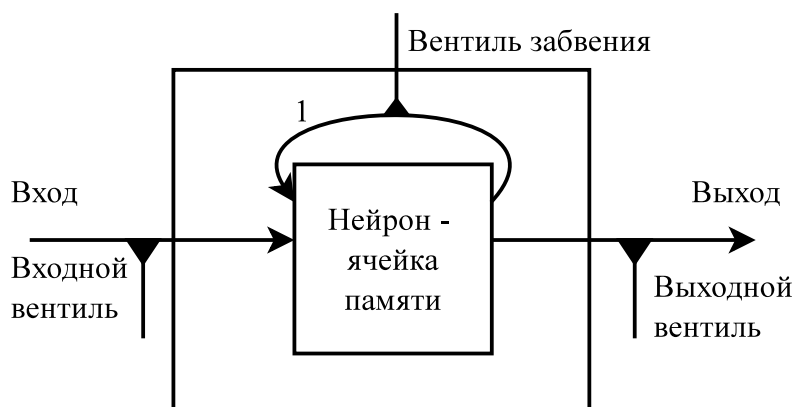 Вентиль забвения
1
Вход
Выход
Нейрон -
ячейка
памяти
Входной
вентиль
Выходной
вентиль